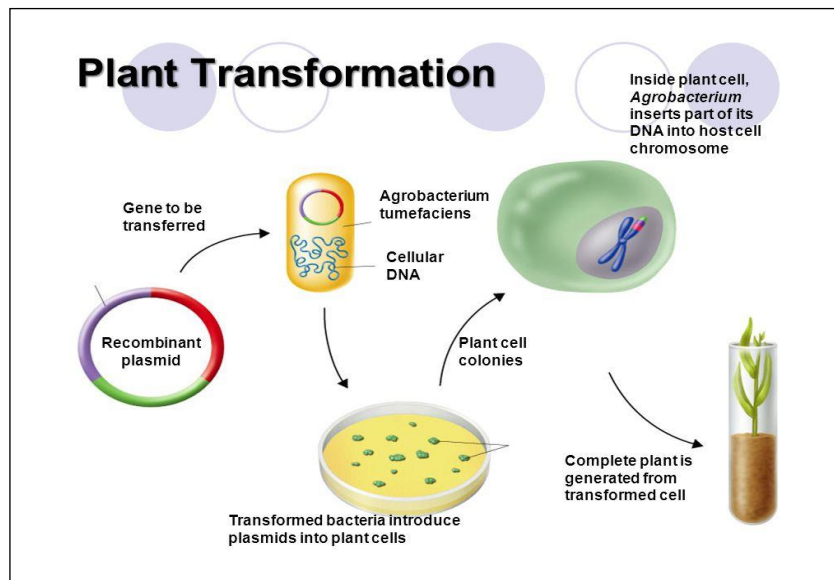 Plant Transformation
Inside plant cell,
Agrobacterium
inserts part of its
DNA into host cell
chromosome
Gene to be
transferred
Agrobacterium
tumefaciens
Cellular
DNA
Recombinant
plasmid
Plant cell
colonies
Transformed bacteria introduce
plasmids into plant cells
Complete plant is
generated from
transformed cell